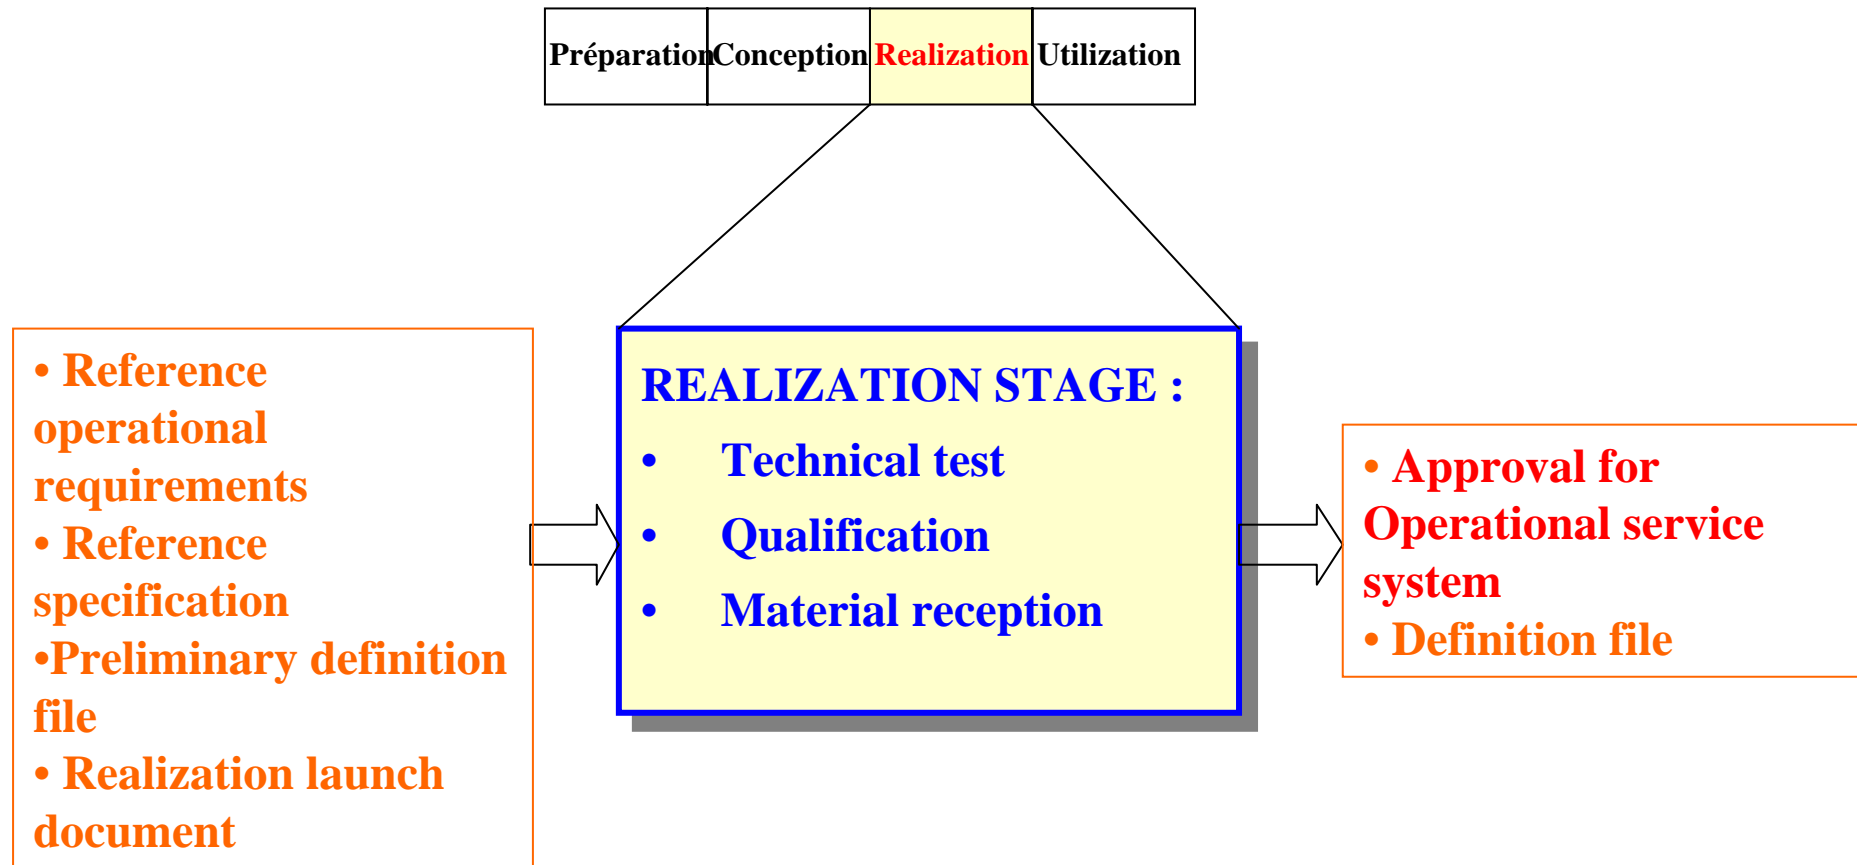 Préparation Conception Realization Utilization
• Reference
operational
requirements
• Reference
specification
•Preliminary definition
file
• Realization launch
document
REALIZATION STAGE :
• Technical test
• Qualification
• Material reception
• Approval for
Operational service
system
• Definition file